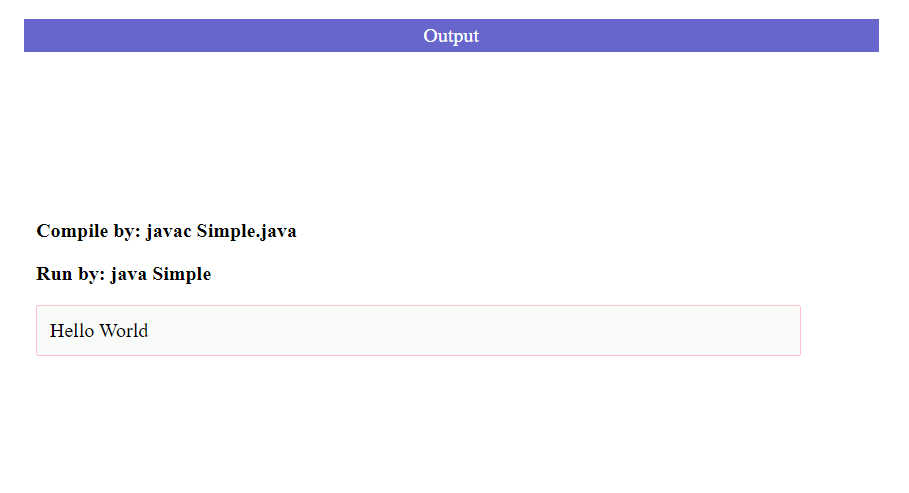 Output
Compile by: javac Simple.java
Run by: java Simple
Hello World